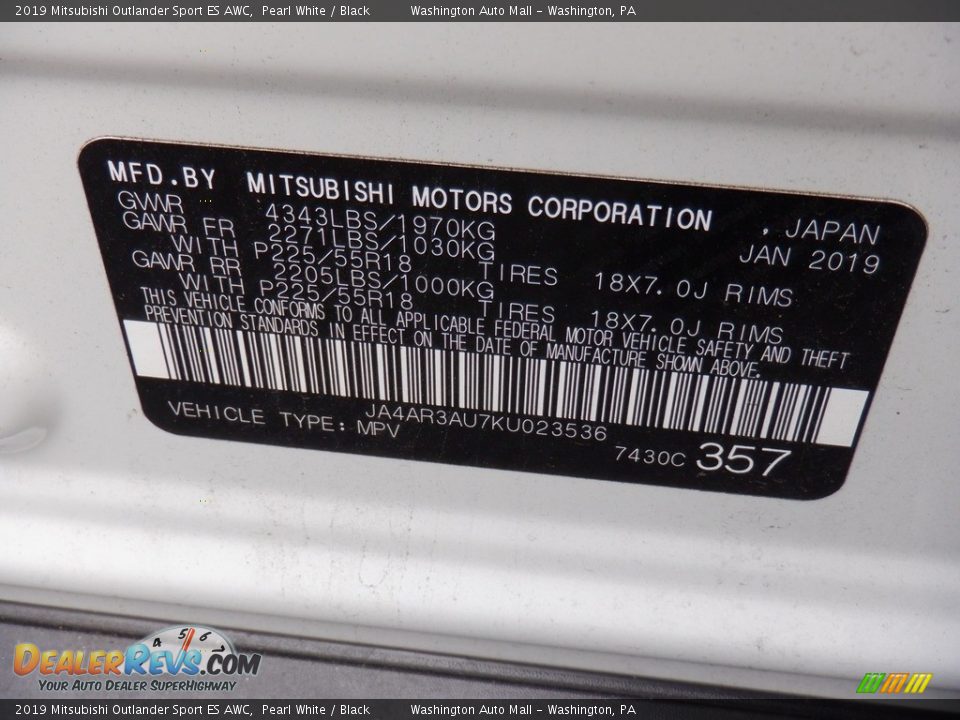 2019 Mitsubishi Outlander Sport ES AWC, Pearl White / Black Washington Auto Mall - Washington, PA
MFD.BY MITSUBISHI MOTORS CORPORATION , JAPAN
GVWR 4343LBS/1970KG JAN 2019
GAWR FR 2271LBS/1030KG
WITH P225/55R18 TIRES 18X7.0J RIMS
GAWR RR 2205LBS/1000KG
WITH P225/55R18 TIRES 18X7.0J RIMS
THIS VEHICLE CONFORMS TO ALL APPLICABLE FEDERAL MOTOR VEHICLE SAFETY AND THEFT
PREVENTION STANDARDS IN EFFECT ON THE DATE OF MANUFACTURE SHOWN ABOVE.
JA4AR3AU7KU023536
VEHICLE TYPE: MPV
7430C 357
4 5 6 7
DEALERREVS.COM
YOUR AUTO DEALER SUPERHIGHWAY
2019 Mitsubishi Outlander Sport ES AWC, Pearl White / Black Washington Auto Mall - Washington, PA